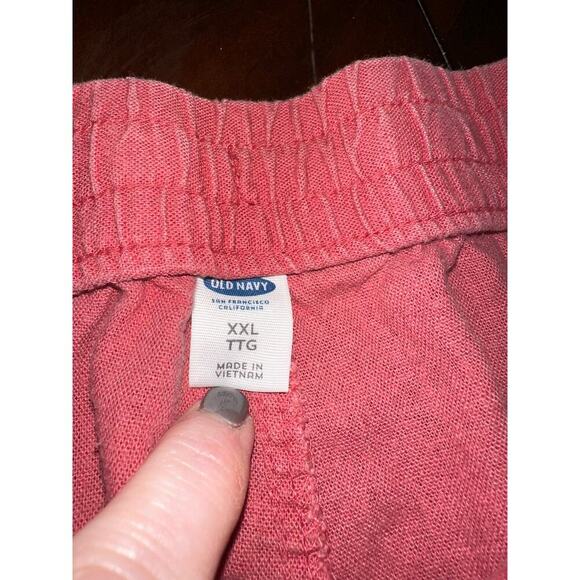 OLD NAVY
SAN FRANCISCO
CALIFORNIA
XXL
TTG
MADE IN
VIETNAM